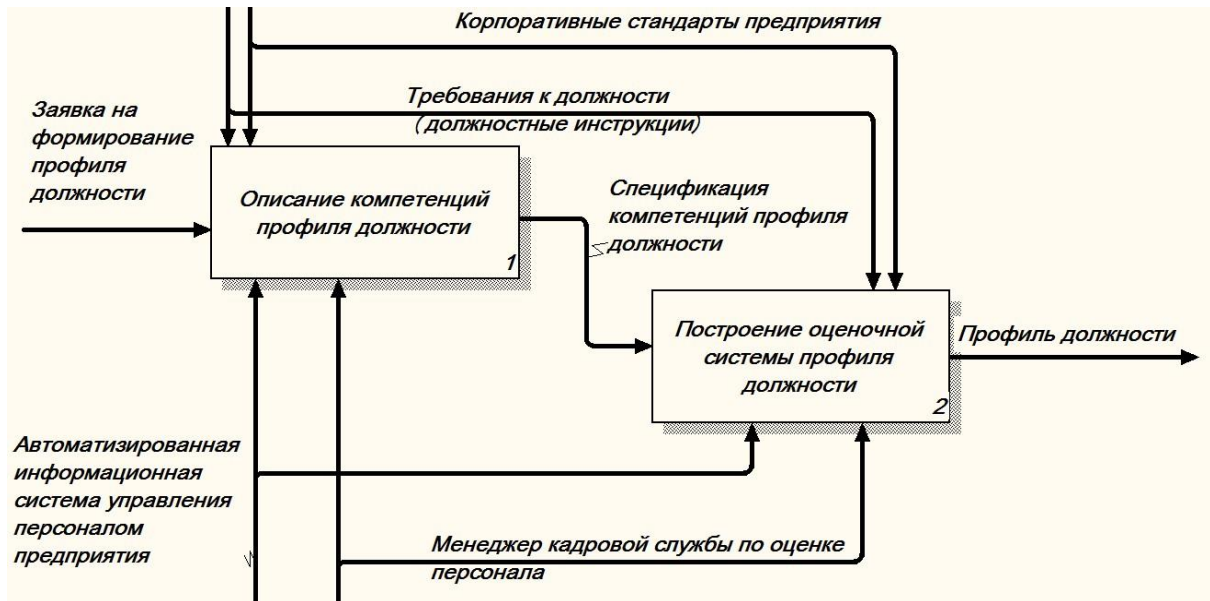 Корпоративные стандарты предприятия
Заявка на
формирование
профиля
должности
Требования к должности
(должностные инструкции)
Описание компетенций
профиля должности
1
Спецификация
компетенций профиля
должности
Построение оценочной
системы профиля
должности
2
Профиль должности
Автоматизированная
информационная
система управления
персоналом
предприятия
Менеджер кадровой службы по оценке
персонала